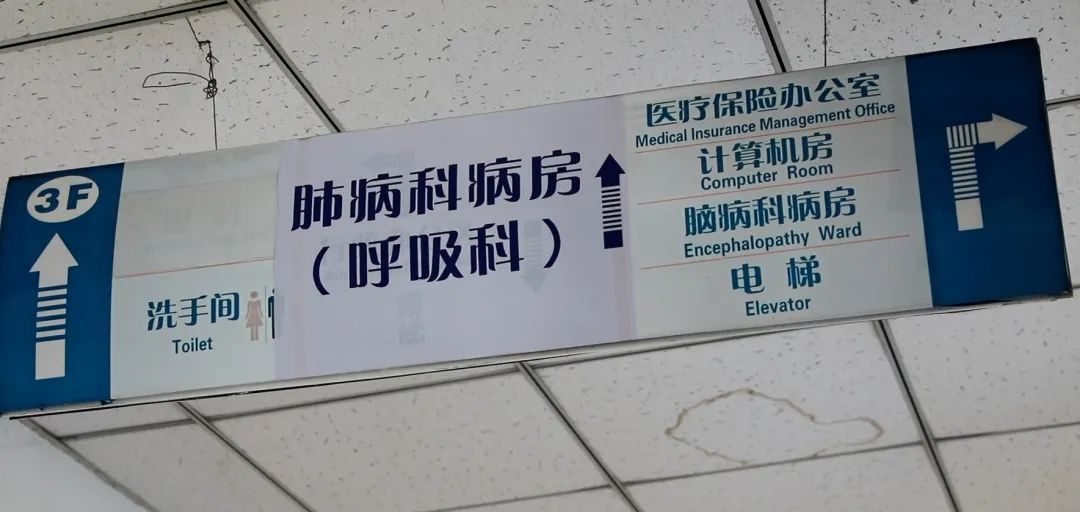 3F
洗手间
Toilet
肺病科病房
（呼吸科）
医疗保险办公室
Medical Insurance Management Office
计算机房
Computer Room
脑病科病房
Encephalopathy Ward
电梯
Elevator